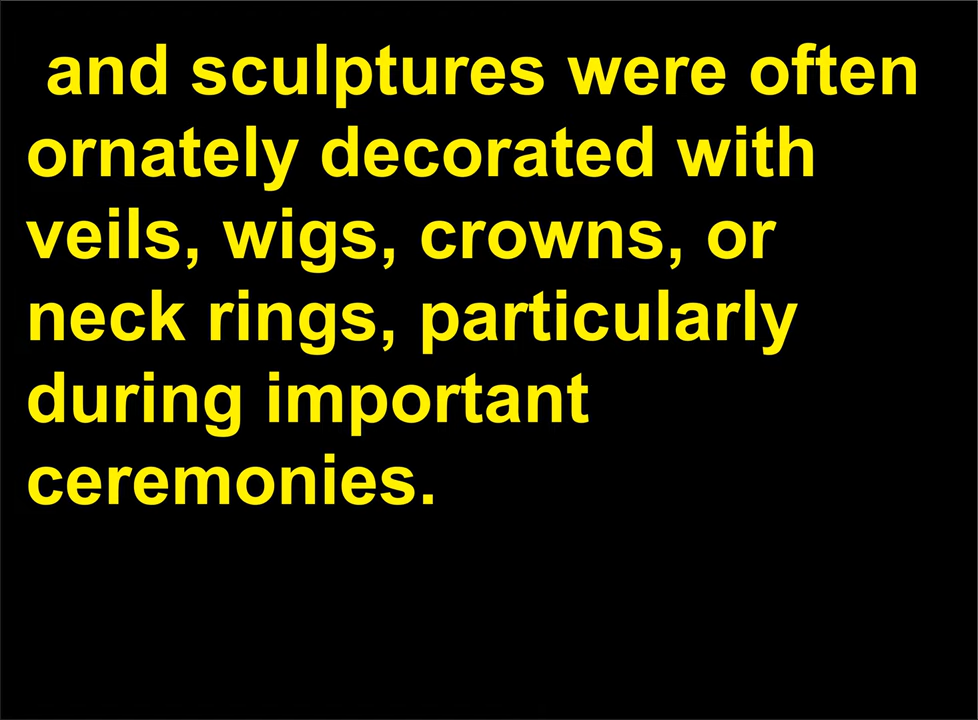 and sculptures were often
ornately decorated with
veils, wigs, crowns, or
neck rings, particularly
during important
ceremonies.